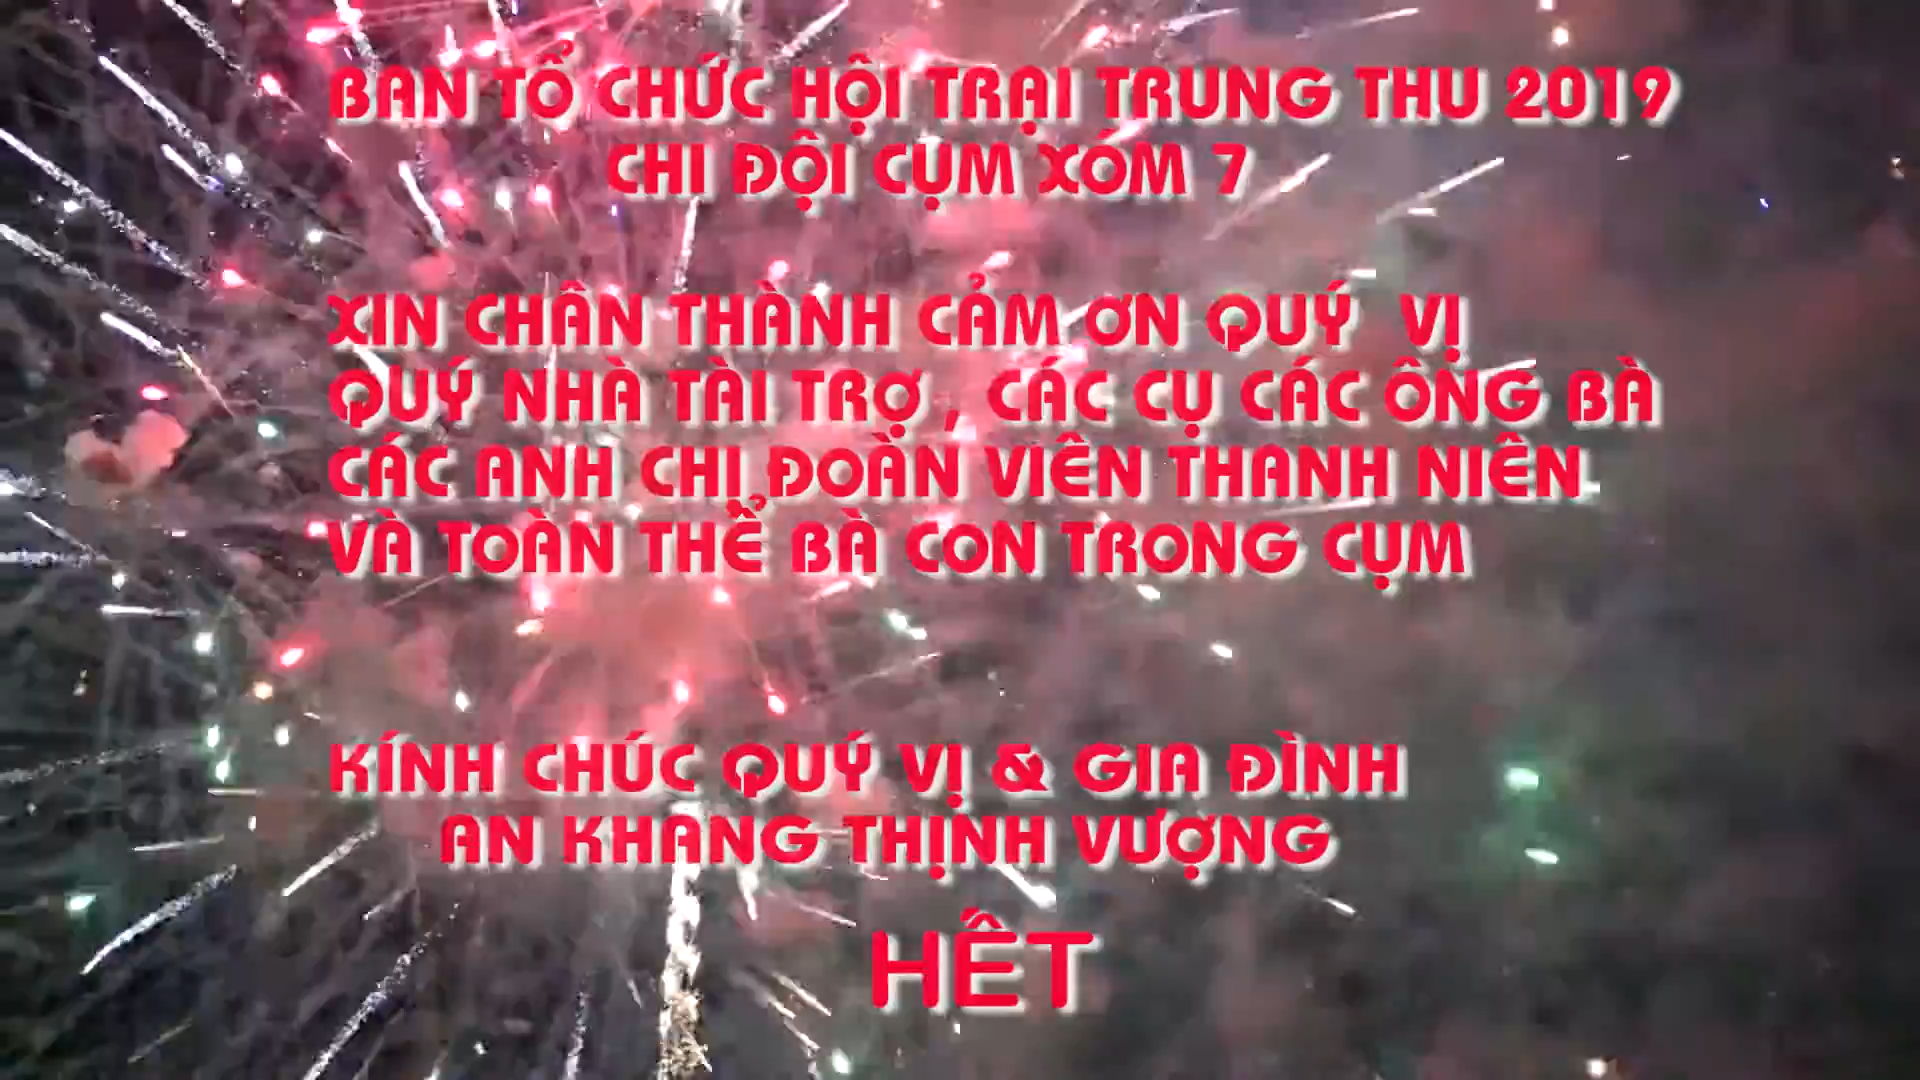 BAN TỔ CHỨC HỘI TRẠI TRUNG THU 2019
CHI ĐỘI CỤM XÓM 7
XIN CHÂN THÀNH CẢM ƠN QUÝ VỊ
QUÝ NHÀ TÀI TRỢ , CÁC CỤ CÁC ÔNG BÀ
CÁC ANH CHỊ ĐOÀN VIÊN THANH NIÊN
VÀ TOÀN THỂ BÀ CON TRONG CỤM
KÍNH CHÚC QUÝ VỊ & GIA ĐÌNH
AN KHANG THỊNH VƯỢNG
HỀT